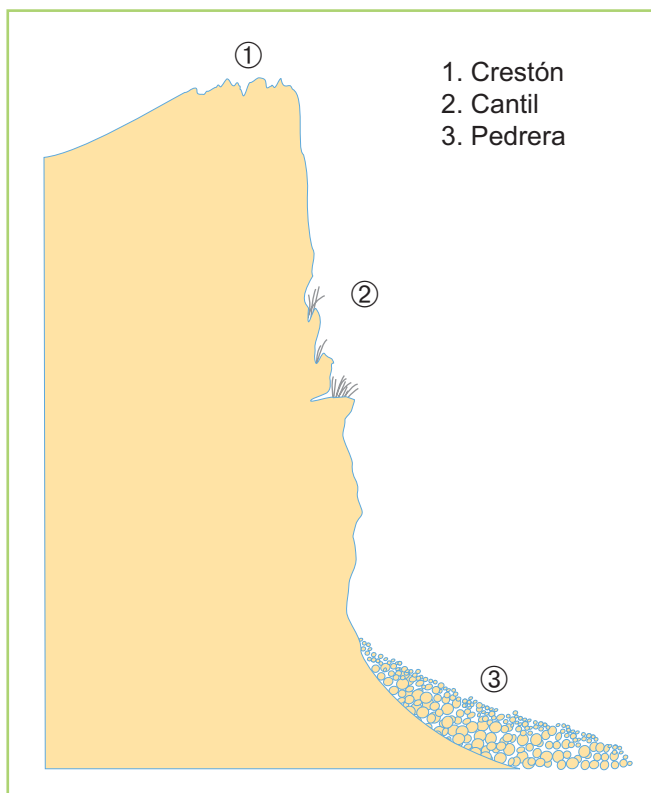 1. Crestón
2. Cantil
3. Pedrera
①
②
③